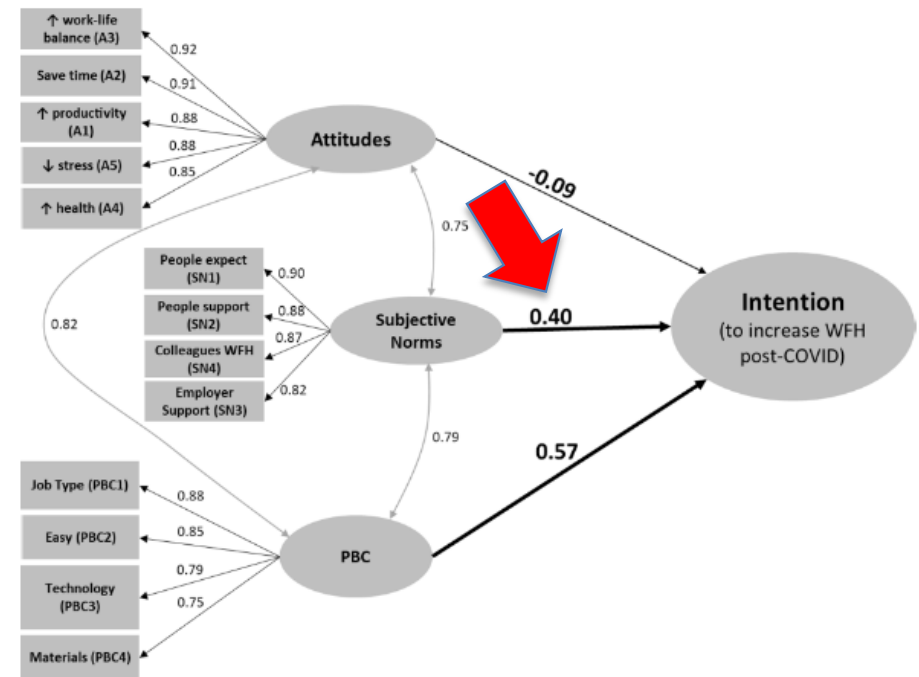 ↑ work-life
balance (A3)
Save time (A2)
↑ productivity
(A1)
↓ stress (A5)
↑ health (A4)
0.92
0.91
0.88
0.88
0.85
Attitudes
-0.09
0.75
0.82
People expect
(SN1)
People support
(SN2)
Colleagues WFH
(SN4)
Employer
Support (SN3)
0.90
0.88
0.87
0.82
Subjective
Norms
0.40
Intention
(to increase WFH
post-COVID)
0.79
0.57
Job Type (PBC1)
Easy (PBC2)
Technology
(PBC3)
Materials (PBC4)
0.88
0.85
0.79
0.75
PBC